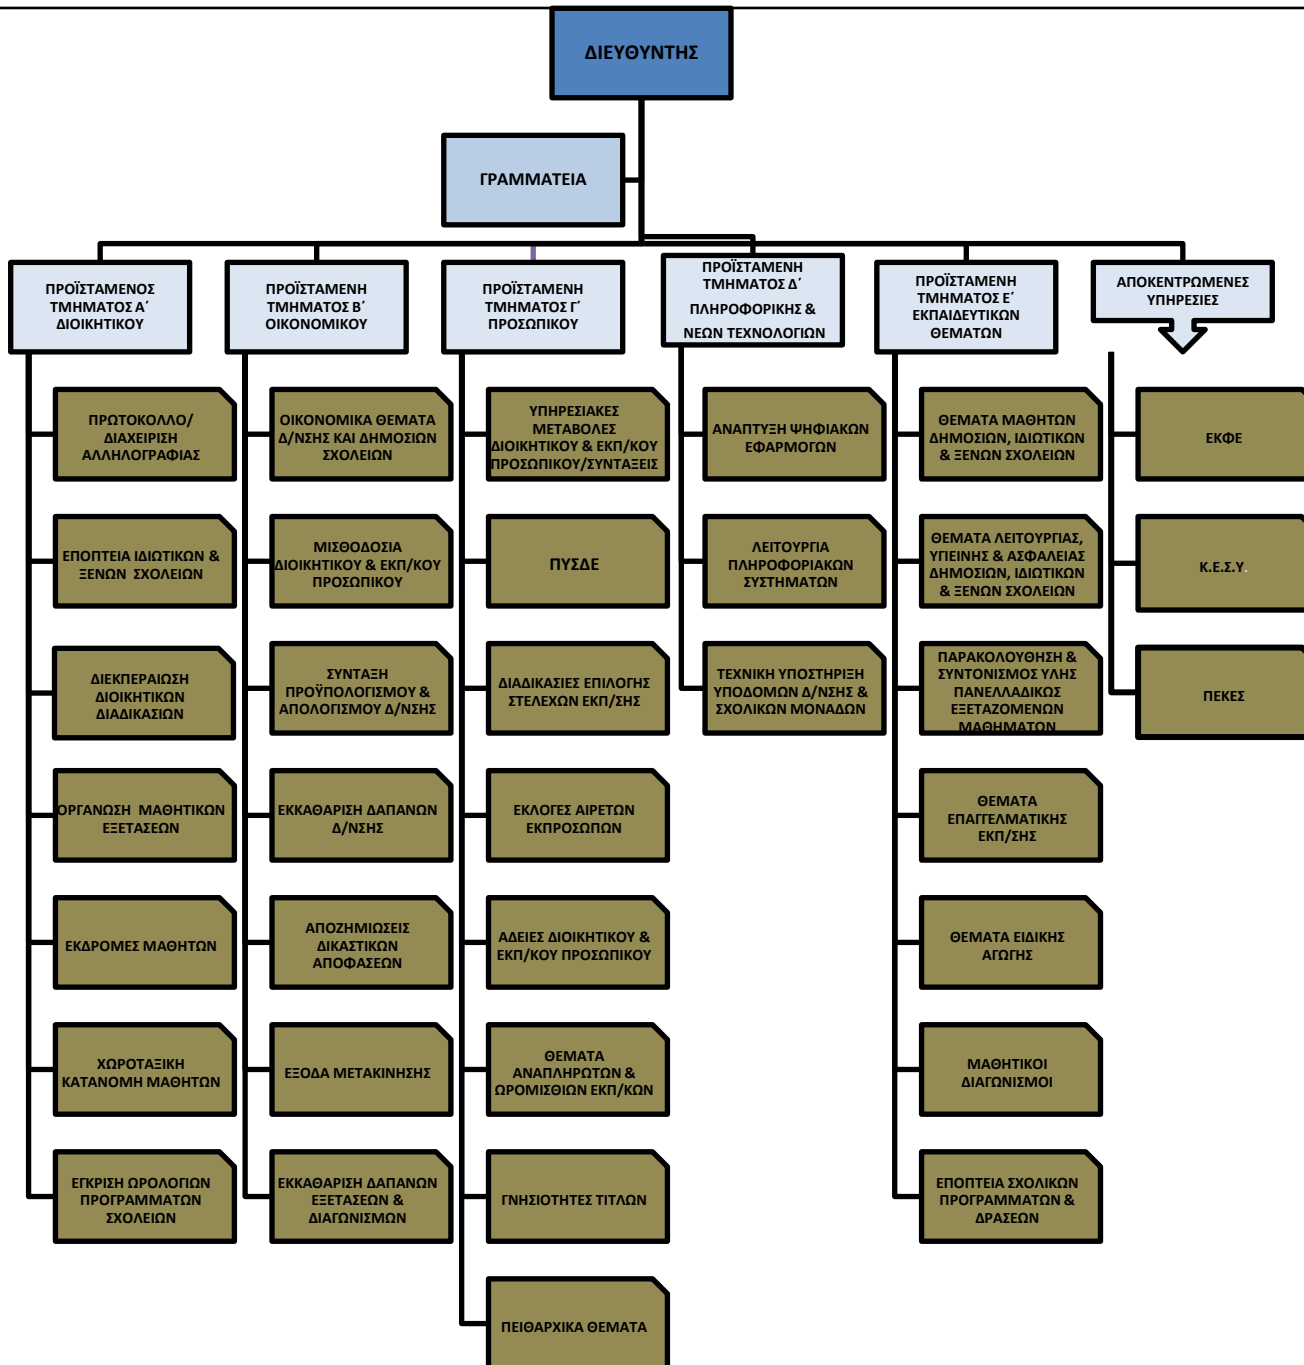 ΔΙΕΥΘΥΝΤΗΣ
ΓΡΑΜΜΑΤΕΙΑ
ΠΡΟΪΣΤΑΜΕΝΟΣ
ΤΜΗΜΑΤΟΣ Α΄
ΔΙΟΙΚΗΤΙΚΟΥ
ΠΡΟΪΣΤΑΜΕΝΗ
ΤΜΗΜΑΤΟΣ Β΄
ΟΙΚΟΝΟΜΙΚΟΥ
ΠΡΟΪΣΤΑΜΕΝΗ
ΤΜΗΜΑΤΟΣ Γ΄
ΠΡΟΣΩΠΙΚΟΥ
ΠΡΟΪΣΤΑΜΕΝΗ
ΤΜΗΜΑΤΟΣ Δ΄
ΠΛΗΡΟΦΟΡΙΚΗΣ &
ΝΕΩΝ ΤΕΧΝΟΛΟΓΙΩΝ
ΠΡΟΪΣΤΑΜΕΝΗ
ΤΜΗΜΑΤΟΣ Ε΄
ΕΚΠΑΙΔΕΥΤΙΚΩΝ
ΘΕΜΑΤΩΝ
ΑΠΟΚΕΝΤΡΩΜΕΝΕΣ
ΥΠΗΡΕΣΙΕΣ
ΠΡΩΤΟΚΟΛΛΟ/
ΔΙΑΧΕΙΡΙΣΗ
ΑΛΛΗΛΟΓΡΑΦΙΑΣ
ΕΠΟΠΤΕΙΑ ΙΔΙΩΤΙΚΩΝ &
ΞΕΝΩΝ ΣΧΟΛΕΙΩΝ
ΔΙΕΚΠΕΡΑΙΩΣΗ
ΔΙΟΙΚΗΤΙΚΩΝ
ΔΙΑΔΙΚΑΣΙΩΝ
ΟΡΓΑΝΩΣΗ ΜΑΘΗΤΙΚΩΝ
ΕΞΕΤΑΣΕΩΝ
ΕΚΔΡΟΜΕΣ ΜΑΘΗΤΩΝ
ΧΩΡΟΤΑΞΙΚΗ
ΚΑΤΑΝΟΜΗ ΜΑΘΗΤΩΝ
ΕΓΚΡΙΣΗ ΩΡΟΛΟΓΙΩΝ
ΠΡΟΓΡΑΜΜΑΤΩΝ
ΣΧΟΛΕΙΩΝ
ΟΙΚΟΝΟΜΙΚΑ ΘΕΜΑΤΑ
Δ/ΝΣΗΣ ΚΑΙ ΔΗΜΟΣΙΩΝ
ΣΧΟΛΕΙΩΝ
ΜΙΣΘΟΔΟΣΙΑ
ΔΙΟΙΚΗΤΙΚΟΥ & ΕΚΠ/ΚΟΥ
ΠΡΟΣΩΠΙΚΟΥ
ΣΥΝΤΑΞΗ
ΠΡΟΫΠΟΛΟΓΙΣΜΟΥ &
ΑΠΟΛΟΓΙΣΜΟΥ Δ/ΝΣΗΣ
ΕΚΚΑΘΑΡΙΣΗ ΔΑΠΑΝΩΝ
Δ/ΝΣΗΣ
ΑΠΟΖΗΜΙΩΣΕΙΣ
ΔΙΚΑΣΤΙΚΩΝ
ΑΠΟΦΑΣΕΩΝ
ΕΞΟΔΑ ΜΕΤΑΚΙΝΗΣΗΣ
ΕΚΚΑΘΑΡΙΣΗ ΔΑΠΑΝΩΝ
ΕΞΕΤΑΣΕΩΝ &
ΔΙΑΓΩΝΙΣΜΩΝ
ΥΠΗΡΕΣΙΑΚΕΣ
ΜΕΤΑΒΟΛΕΣ
ΔΙΟΙΚΗΤΙΚΟΥ & ΕΚΠ/ΚΟΥ
ΠΡΟΣΩΠΙΚΟΥ/ΣΥΝΤΑΞΕΙΣ
ΠΥΣΔΕ
ΔΙΑΔΙΚΑΣΙΕΣ ΕΠΙΛΟΓΗΣ
ΣΤΕΛΕΧΩΝ ΕΚΠ/ΣΗΣ
ΕΚΛΟΓΕΣ ΑΙΡΕΤΩΝ
ΕΚΠΡΟΣΩΠΩΝ
ΑΔΕΙΕΣ ΔΙΟΙΚΗΤΙΚΟΥ &
ΕΚΠ/ΚΟΥ ΠΡΟΣΩΠΙΚΟΥ
ΘΕΜΑΤΑ
ΑΝΑΠΛΗΡΩΤΩΝ &
ΩΡΟΜΙΣΘΙΩΝ ΕΚΠ/ΚΩΝ
ΓΝΗΣΙΟΤΗΤΕΣ ΤΙΤΛΩΝ
ΠΕΙΘΑΡΧΙΚΑ ΘΕΜΑΤΑ
ΑΝΑΠΤΥΞΗ ΨΗΦΙΑΚΩΝ
ΕΦΑΡΜΟΓΩΝ
ΛΕΙΤΟΥΡΓΙΑ
ΠΛΗΡΟΦΟΡΙΑΚΩΝ
ΣΥΣΤΗΜΑΤΩΝ
ΤΕΧΝΙΚΗ ΥΠΟΣΤΗΡΙΞΗ
ΥΠΟΔΟΜΩΝ Δ/ΝΣΗΣ &
ΣΧΟΛΙΚΩΝ ΜΟΝΑΔΩΝ
ΘΕΜΑΤΑ ΜΑΘΗΤΩΝ
ΔΗΜΟΣΙΩΝ, ΙΔΙΩΤΙΚΩΝ
& ΞΕΝΩΝ ΣΧΟΛΕΙΩΝ
ΘΕΜΑΤΑ ΛΕΙΤΟΥΡΓΙΑΣ,
ΥΓΙΕΙΝΗΣ & ΑΣΦΑΛΕΙΑΣ
ΔΗΜΟΣΙΩΝ, ΙΔΙΩΤΙΚΩΝ
& ΞΕΝΩΝ ΣΧΟΛΕΙΩΝ
ΠΑΡΑΚΟΛΟΥΘΗΣΗ &
ΣΥΝΤΟΝΙΣΜΟΣ ΥΛΗΣ
ΠΑΝΕΛΛΑΔΙΚΩΣ
ΕΞΕΤΑΖΟΜΕΝΩΝ
ΜΑΘΗΜΑΤΩΝ
ΘΕΜΑΤΑ
ΕΠΑΓΓΕΛΜΑΤΙΚΗΣ
ΕΚΠ/ΣΗΣ
ΘΕΜΑΤΑ ΕΙΔΙΚΗΣ
ΑΓΩΓΗΣ
ΜΑΘΗΤΙΚΟΙ
ΔΙΑΓΩΝΙΣΜΟΙ
ΕΠΟΠΤΕΙΑ ΣΧΟΛΙΚΩΝ
ΠΡΟΓΡΑΜΜΑΤΩΝ &
ΔΡΑΣΕΩΝ
ΕΚΦΕ
Κ.Ε.Σ.Υ.
ΠΕΚΕΣ